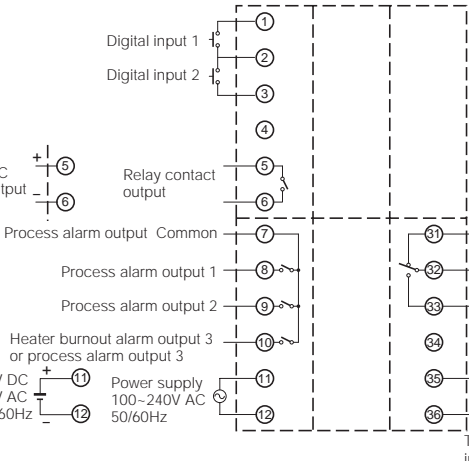 1
Digital input 1
2
Digital input 2
3
4
+ 5
Relay contact
output
5
− 6
6
Process alarm output Common
7
31
Process alarm output 1
8
32
Process alarm output 2
9
33
Heater burnout alarm output 3
or process alarm output 3
10
34
DC
AC
60Hz
+ 11
− 12
Power supply
100~240V AC
50/60Hz
11
12
35
36